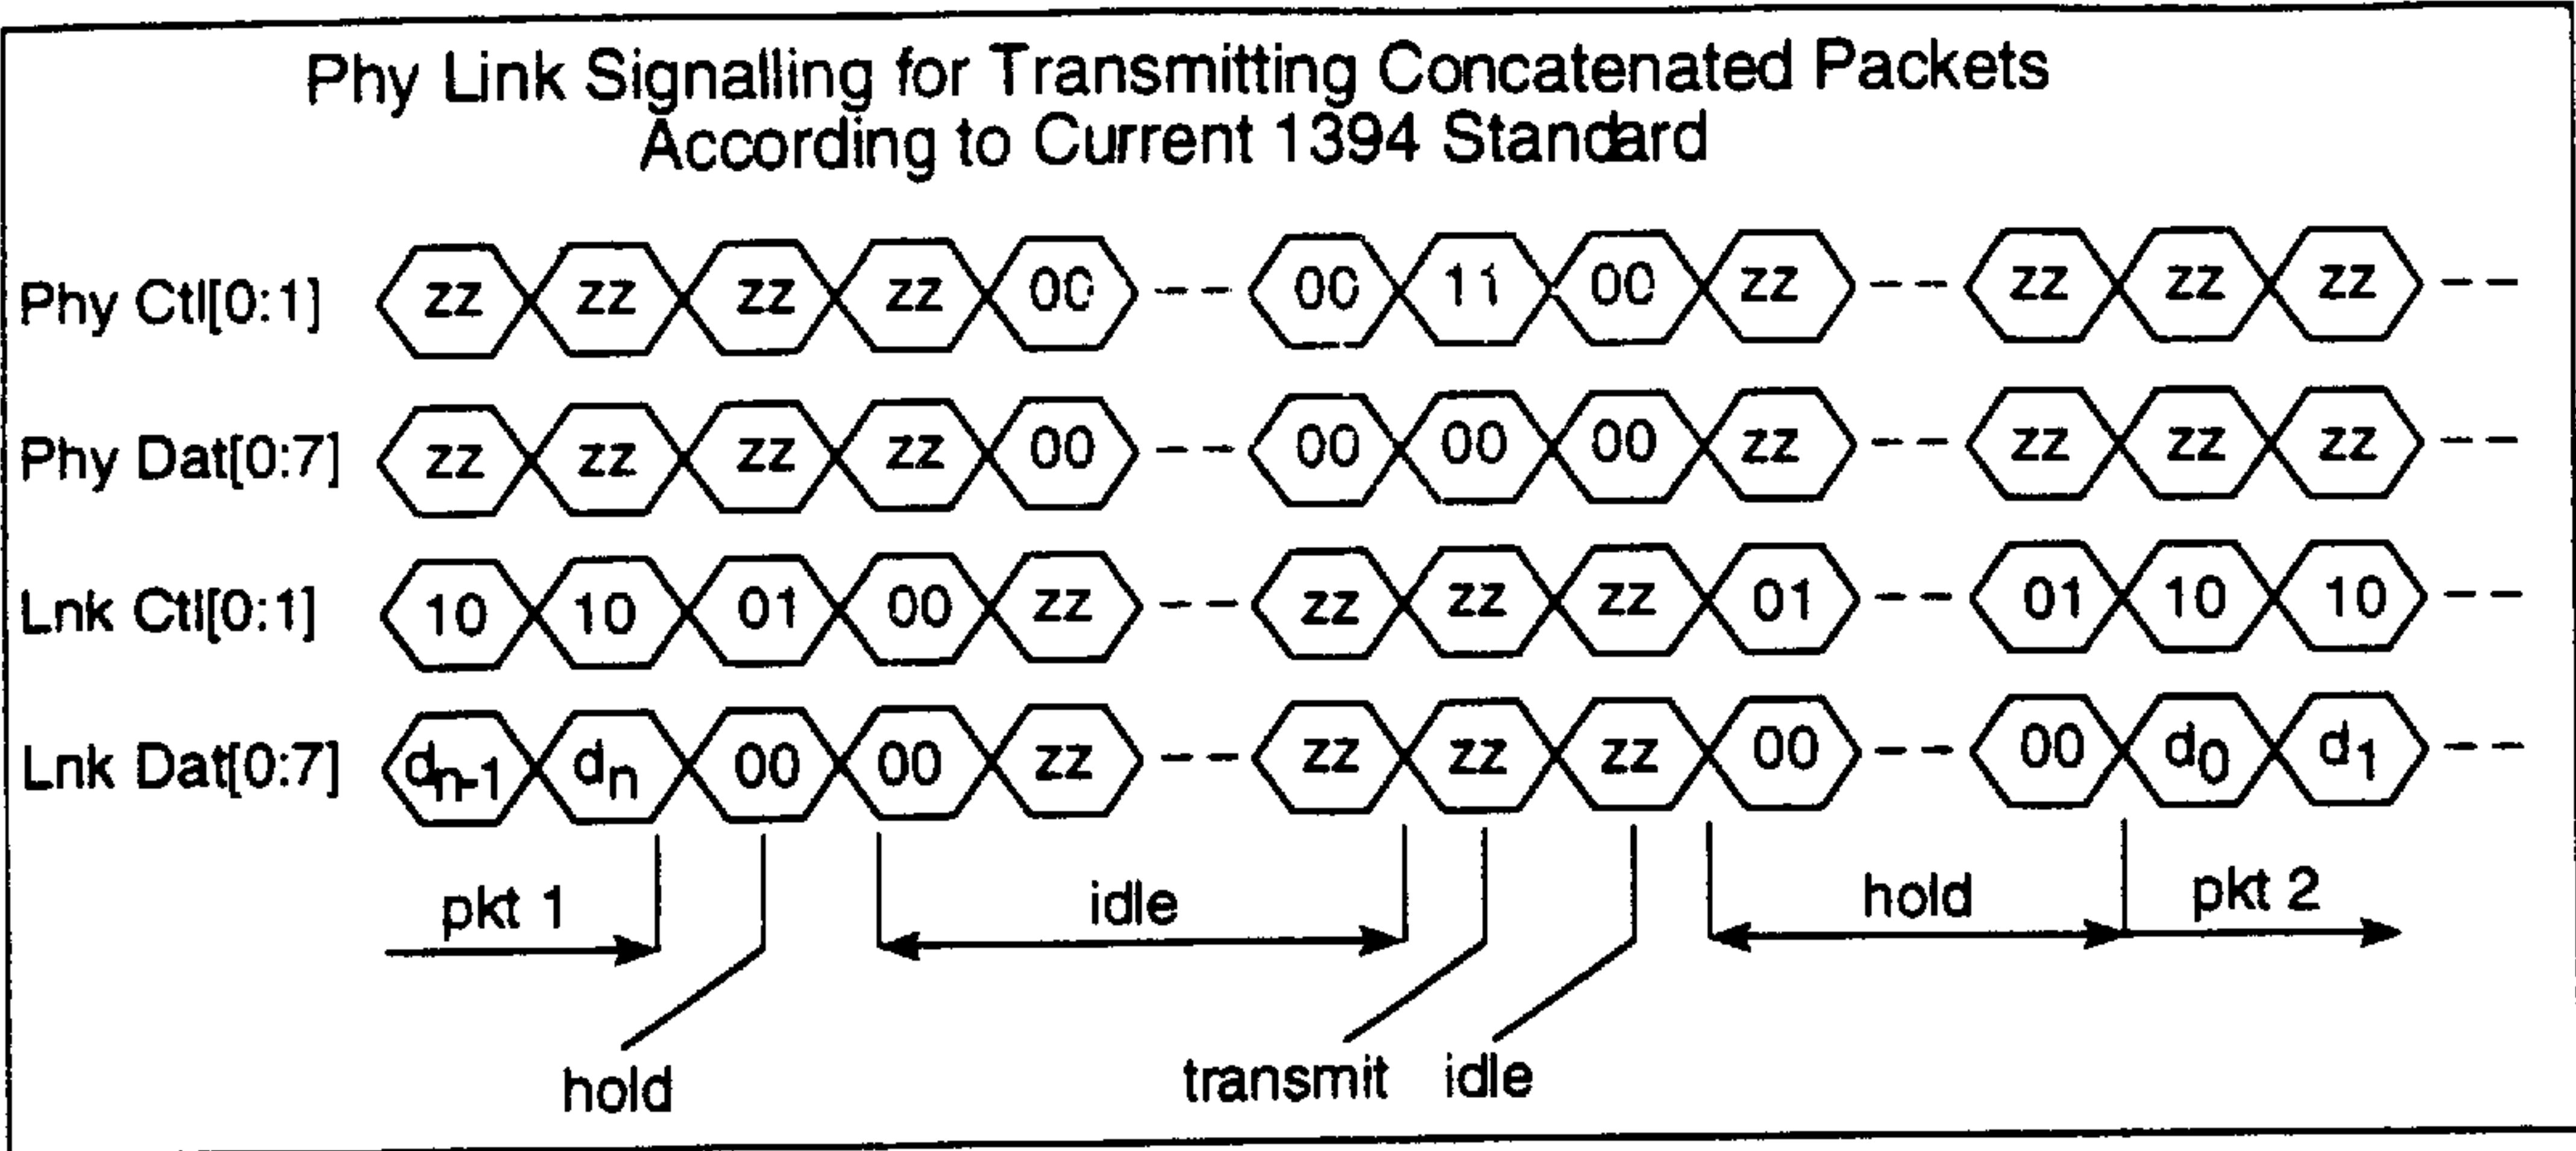 Phy Link Signalling for Transmitting Concatenated Packets
According to Current 1394 Standard
Phy Ctl[0:1] zz zz zz zz 00 -- 00 11 00 zz -- zz zz zz --
Phy Dat[0:7] zz zz zz zz 00 -- 00 00 00 zz -- zz zz zz --
Lnk Ctl[0:1] 10 10 01 00 zz -- zz zz zz 01 -- 01 10 10 --
Lnk Dat[0:7] dn-1 dn 00 00 zz -- zz zz zz 00 -- 00 d0 d1 --
pkt 1 idle hold pkt 2
hold transmit idle